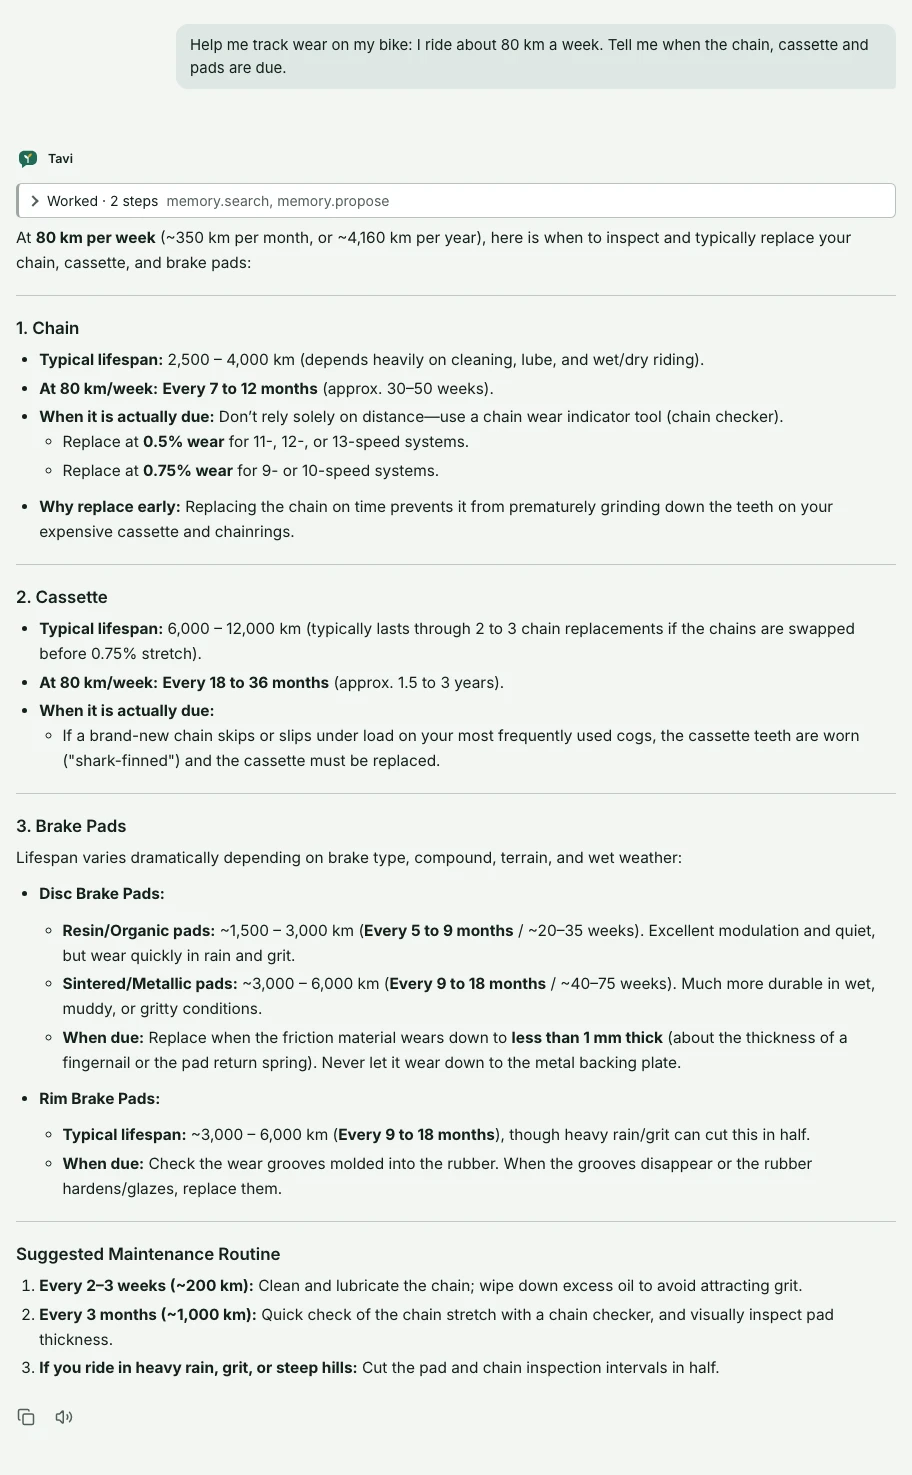 Help me track wear on my bike: I ride about 80 km a week. Tell me when the chain, cassette and
pads are due.
Tavi
Worked · 2 steps memory.search, memory.propose
At 80 km per week (~350 km per month, or ~4,160 km per year), here is when to inspect and typically replace your
chain, cassette, and brake pads:
1. Chain
• Typical lifespan: 2,500 – 4,000 km (depends heavily on cleaning, lube, and wet/dry riding).
• At 80 km/week: Every 7 to 12 months (approx. 30–50 weeks).
• When it is actually due: Don’t rely solely on distance—use a chain wear indicator tool (chain checker).
◦ Replace at 0.5% wear for 11-, 12-, or 13-speed systems.
◦ Replace at 0.75% wear for 9- or 10-speed systems.
• Why replace early: Replacing the chain on time prevents it from prematurely grinding down the teeth on your
expensive cassette and chainrings.
2. Cassette
• Typical lifespan: 6,000 – 12,000 km (typically lasts through 2 to 3 chain replacements if the chains are swapped
before 0.75% stretch).
• At 80 km/week: Every 18 to 36 months (approx. 1.5 to 3 years).
• When it is actually due:
◦ If a brand-new chain skips or slips under load on your most frequently used cogs, the cassette teeth are worn
("shark-finned") and the cassette must be replaced.
3. Brake Pads
Lifespan varies dramatically depending on brake type, compound, terrain, and wet weather:
• Disc Brake Pads:
◦ Resin/Organic pads: ~1,500 – 3,000 km (Every 5 to 9 months / ~20–35 weeks). Excellent modulation and quiet,
but wear quickly in rain and grit.
◦ Sintered/Metallic pads: ~3,000 – 6,000 km (Every 9 to 18 months / ~40–75 weeks). Much more durable in wet,
muddy, or gritty conditions.
◦ When due: Replace when the friction material wears down to less than 1 mm thick (about the thickness of a
fingernail or the pad return spring). Never let it wear down to the metal backing plate.
• Rim Brake Pads:
◦ Typical lifespan: ~3,000 – 6,000 km (Every 9 to 18 months), though heavy rain/grit can cut this in half.
◦ When due: Check the wear grooves molded into the rubber. When the grooves disappear or the rubber
hardens/glazes, replace them.
Suggested Maintenance Routine
1. Every 2–3 weeks (~200 km): Clean and lubricate the chain; wipe down excess oil to avoid attracting grit.
2. Every 3 months (~1,000 km): Quick check of the chain stretch with a chain checker, and visually inspect pad
thickness.
3. If you ride in heavy rain, grit, or steep hills: Cut the pad and chain inspection intervals in half.